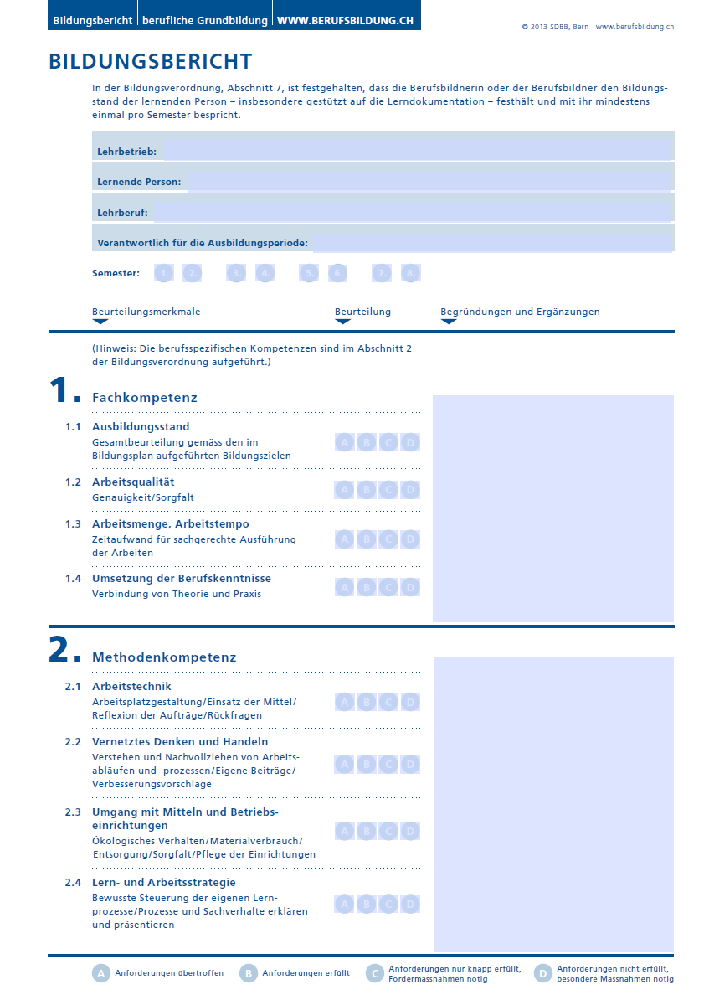 Bildungsbericht | berufliche Grundbildung | WWW.BERUFSBILDUNG.CH
© 2013 SDBB, Bern www.berufsbildung.ch
BILDUNGSBERICHT
In der Bildungsverordnung, Abschnitt 7, ist festgehalten, dass die Berufsbildnerin oder der Berufsbildner den Bildungs-
stand der lernenden Person – insbesondere gestützt auf die Lerndokumentation – festhält und mit ihr mindestens
einmal pro Semester bespricht.
Lehrbetrieb:
Lernende Person:
Lehrberuf:
Verantwortlich für die Ausbildungsperiode:
Semester: 1. 2. 3. 4. 5. 6. 7. 8.
Beurteilungsmerkmale Beurteilung Begründungen und Ergänzungen
(Hinweis: Die berufsspezifischen Kompetenzen sind im Abschnitt 2
der Bildungsverordnung aufgeführt.)
1. Fachkompetenz
1.1 Ausbildungsstand
Gesamtbeurteilung gemäss den im A B C D
Bildungsplan aufgeführten Bildungszielen
1.2 Arbeitsqualität A B C D
Genauigkeit/Sorgfalt
1.3 Arbeitsmenge, Arbeitstempo
Zeitaufwand für sachgerechte Ausführung A B C D
der Arbeiten
1.4 Umsetzung der Berufskenntnisse A B C D
Verbindung von Theorie und Praxis
2. Methodenkompetenz
2.1 Arbeitstechnik
Arbeitsplatzgestaltung/Einsatz der Mittel/ A B C D
Reflexion der Aufträge/Rückfragen
2.2 Vernetztes Denken und Handeln
Verstehen und Nachvollziehen von Arbeits- A B C D
abläufen und -prozessen/Eigene Beiträge/
Verbesserungsvorschläge
2.3 Umgang mit Mitteln und Betriebs-
einrichtungen A B C D
Ökologisches Verhalten/Materialverbrauch/
Entsorgung/Sorgfalt/Pflege der Einrichtungen
2.4 Lern- und Arbeitsstrategie
Bewusste Steuerung der eigenen Lern- A B C D
prozesse/Prozesse und Sachverhalte erklären
und präsentieren
A Anforderungen übertroffen
B Anforderungen erfüllt
C Anforderungen nur knapp erfüllt,
Fördermassnahmen nötig
D Anforderungen nicht erfüllt,
besondere Massnahmen nötig